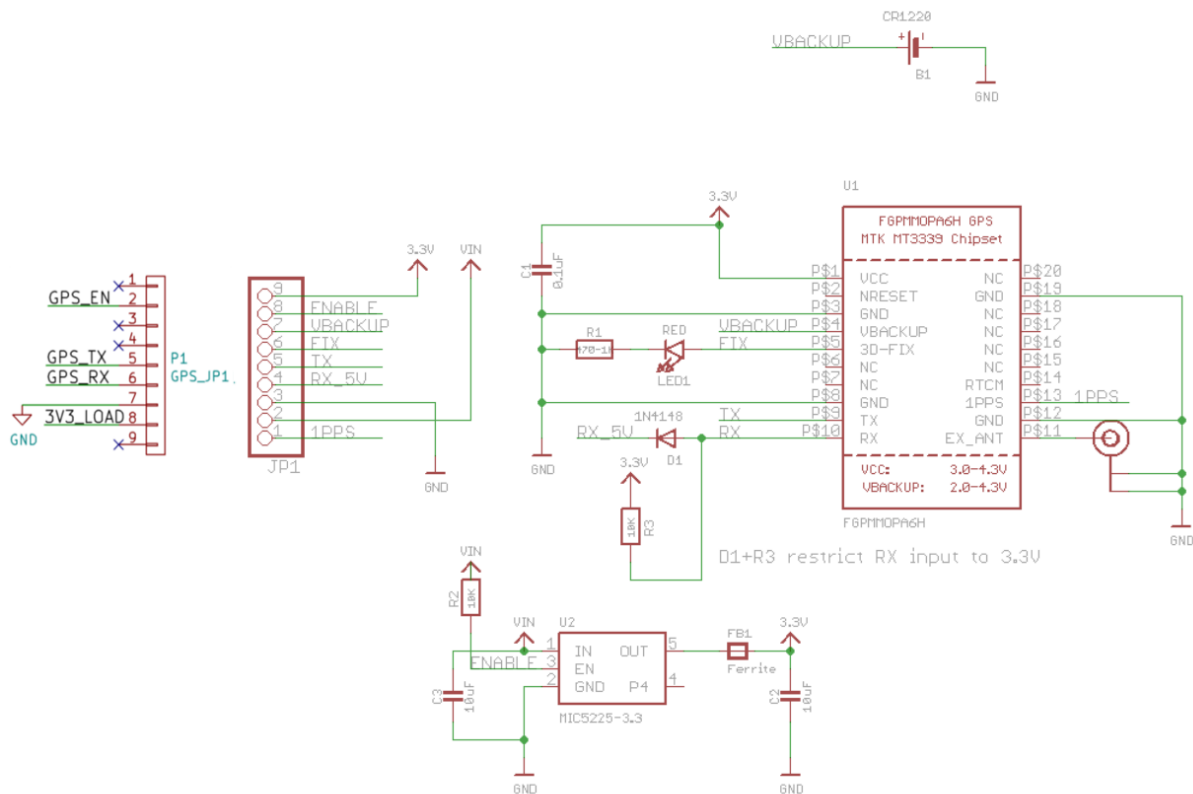 CR1220
VBACKUP
+
B1
GND
U1
3.3V
FGPMMOPA6H GPS
MTK MT3339 Chipset
3.3V
VIN
C1
0.1uF
P$1
VCC
NC
P$20
P$2
NRESET
GND
P$19
P$3
GND
NC
P$18
VBACKUP
P$4
VBACKUP
NC
P$17
R1
RED
FIX
P$5
3D-FIX
NC
P$16
LED1
P$6
NC
NC
P$15
P$7
NC
RTCM
P$14
P$8
GND
1PPS
P$13
1PPS
1N4148
TX
P$9
TX
GND
P$12
RX_5V
D1
RX
P$10
RX
EX_ANT
P$11
3.3V
VCC: 3.0-4.3V
VBACKUP: 2.0-4.3V
GND
10K
R3
FGPMMOPA6H
GND
D1+R3 restrict RX input to 3.3V
1
GPS_EN
2
3
4
GPS_TX
5
P1
GPS_RX
6
GPS_JP1
7
3V3_LOAD
8
GND
9
9
8
ENABLE
7
VBACKUP
6
FIX
5
TX
4
RX_5V
3
2
1
1PPS
JP1
GND
VIN
R2
10K
VIN
U2
FB1
3.3V
1
IN
OUT
5
Ferrite
ENABLE
3
EN
2
GND
P4
4
C3
10uF
C2
10uF
MIC5225-3.3
GND
GND